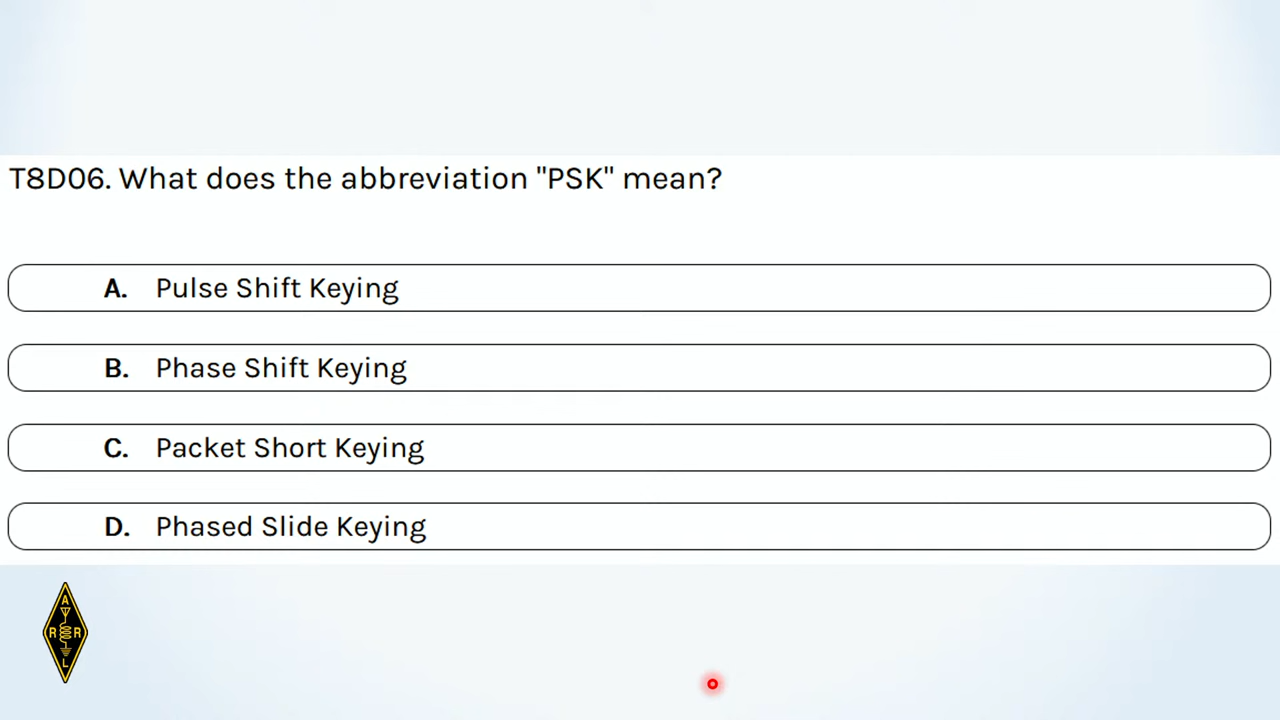 T8D06. What does the abbreviation "PSK" mean?
A. Pulse Shift Keying
B. Phase Shift Keying
C. Packet Short Keying
D. Phased Slide Keying
A
R R
L